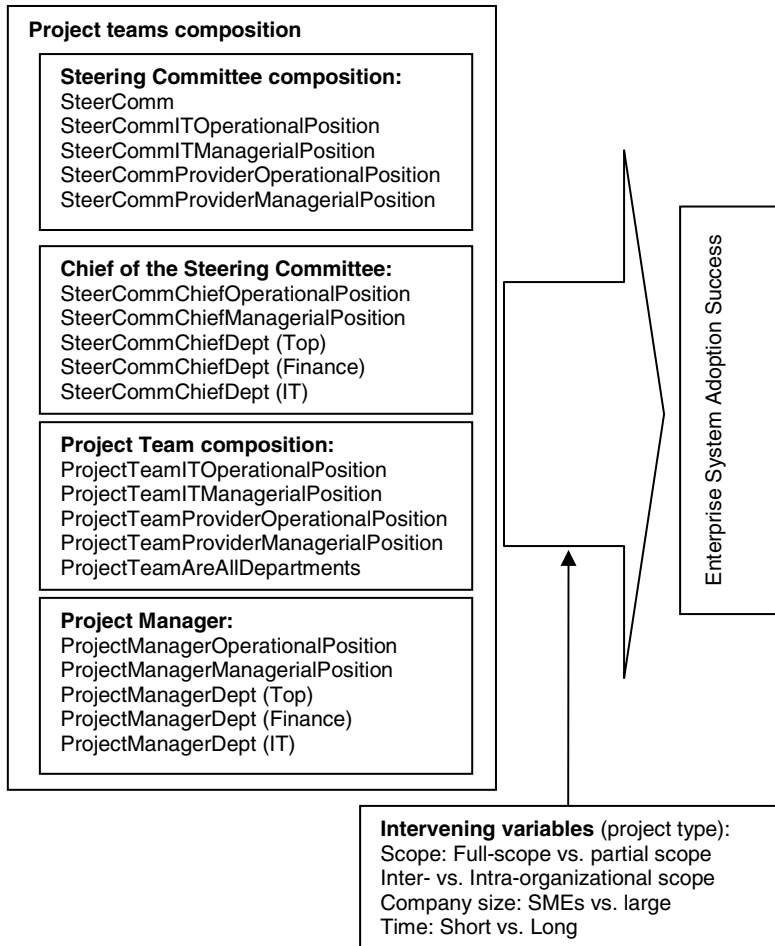 Project teams composition
Steering Committee composition:
SteerComm
SteerCommITOperationalPosition
SteerCommITManagerialPosition
SteerCommProviderOperationalPosition
SteerCommProviderManagerialPosition
Chief of the Steering Committee:
SteerCommChiefOperationalPosition
SteerCommChiefManagerialPosition
SteerCommChiefDept (Top)
SteerCommChiefDept (Finance)
SteerCommChiefDept (IT)
Project Team composition:
ProjectTeamITOperationalPosition
ProjectTeamITManagerialPosition
ProjectTeamProviderOperationalPosition
ProjectTeamProviderManagerialPosition
ProjectTeamAreAllDepartments
Project Manager:
ProjectManagerOperationalPosition
ProjectManagerManagerialPosition
ProjectManagerDept (Top)
ProjectManagerDept (Finance)
ProjectManagerDept (IT)
Enterprise System Adoption Success
Intervening variables (project type):
Scope: Full-scope vs. partial scope
Inter- vs. Intra-organizational scope
Company size: SMEs vs. large
Time: Short vs. Long